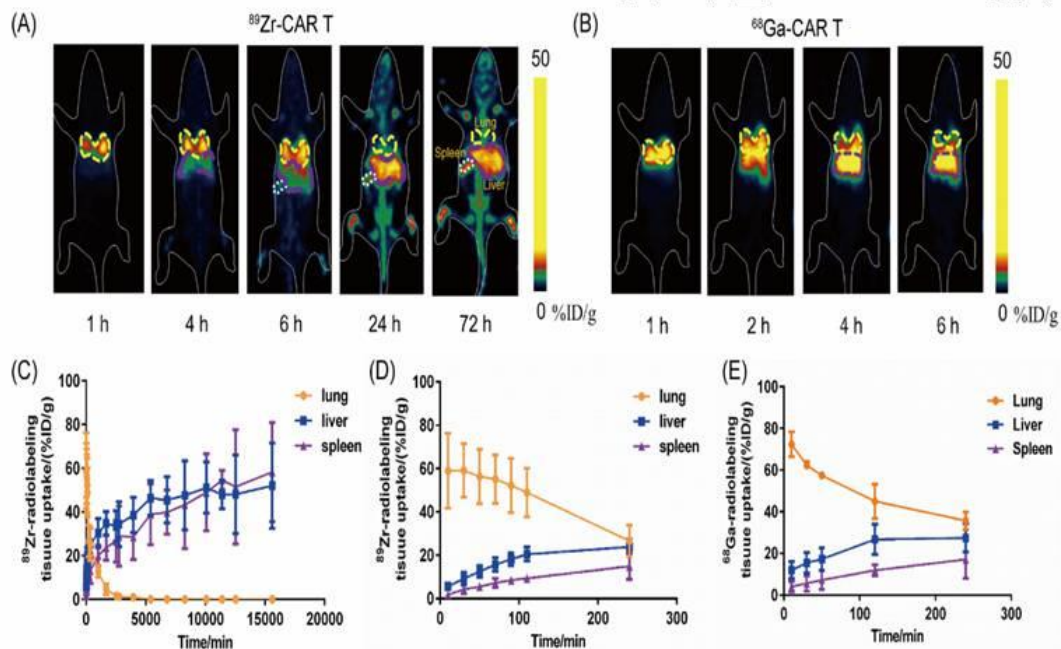 (A) ⁸⁹Zr-CAR T
50
Lung
Spleen
Liver
0 %ID/g
1 h 4 h 6 h 24 h 72 h
(B) ⁶⁸Ga-CAR T
50
0 %ID/g
1 h 2 h 4 h 6 h
(C)
⁸⁹Zr-radiolabeling
tisuue uptake/(%ID/g)
100
80
60
40
20
0
lung
liver
spleen
0 5000 10000 15000 20000
Time/min
(D)
⁸⁹Zr-radiolabeling
tisuue uptake/(%ID/g)
100
80
60
40
20
0
lung
liver
spleen
0 100 200 300
Time/min
(E)
⁶⁸Ga-radiolabeling
tisuue uptake/(%ID/g)
100
80
60
40
20
0
Lung
Liver
Spleen
0 100 200 300
Time/min